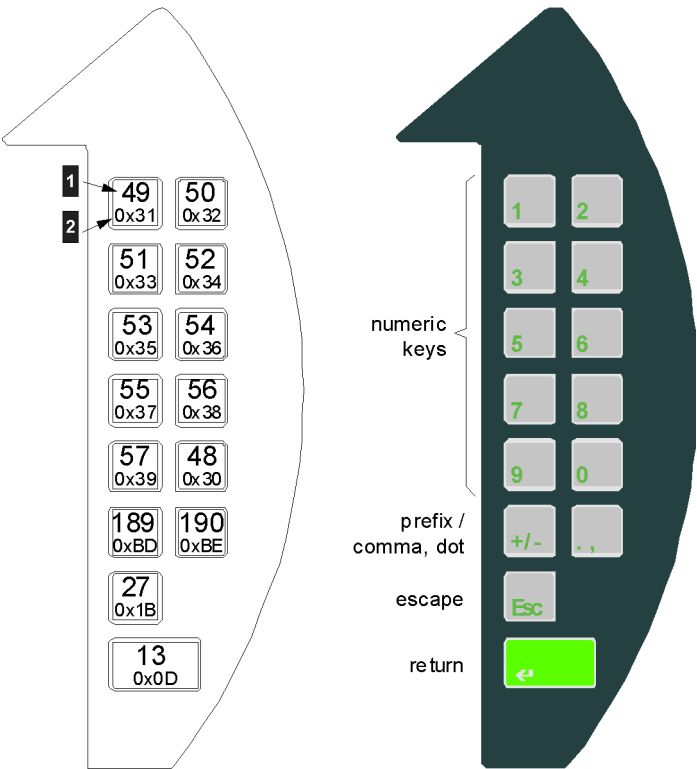 1
2
49 50
0x31 0x32
51 52
0x33 0x34
53 54
0x35 0x36
55 56
0x37 0x38
57 48
0x39 0x30
189 190
0xBD 0xBE
27
0x1B
13
0x0D
numeric
keys
prefix /
comma, dot
escape
return
1 2
3 4
5 6
7 8
9 0
+/- . ,
Esc